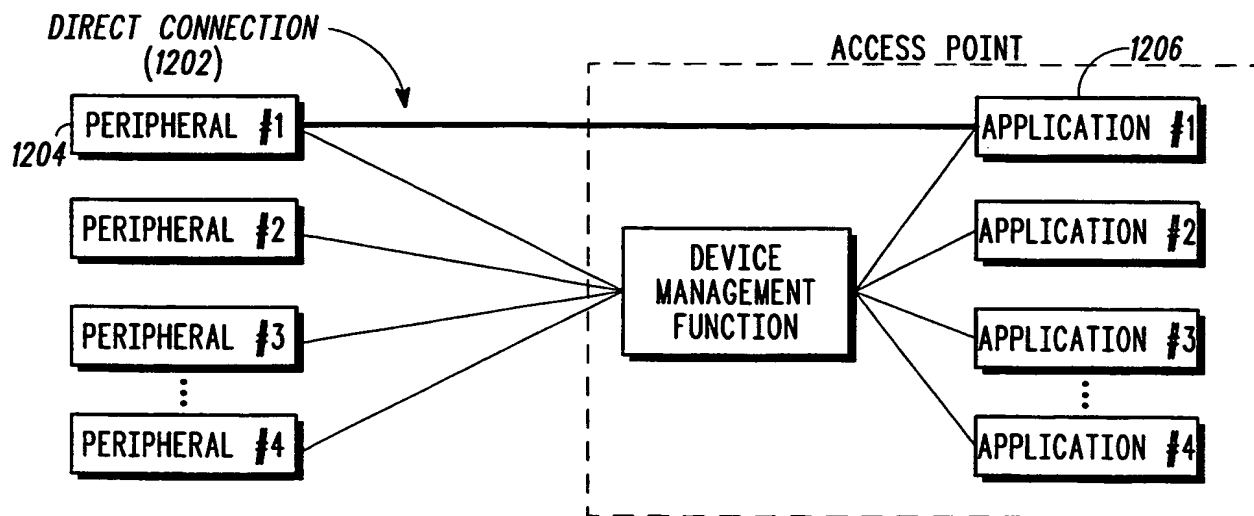 DIRECT CONNECTION
(1202)
ACCESS POINT
1206
PERIPHERAL #1
APPLICATION #1
1204
PERIPHERAL #2
APPLICATION #2
DEVICE
MANAGEMENT
FUNCTION
PERIPHERAL #3
APPLICATION #3
PERIPHERAL #4
APPLICATION #4